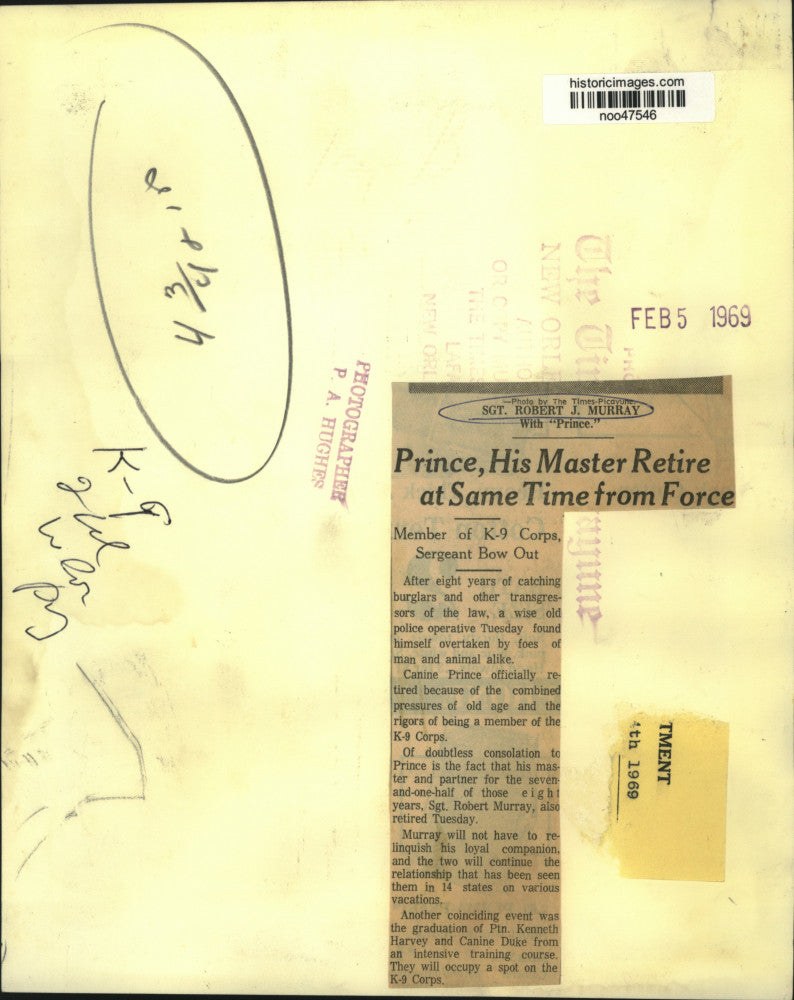 historicimages.com
noo47546
FEB 5 1969
PHOTOGRAPHER
P. A. HUGHES
K-9
NEW ORLE
The Tim
ayune
—Photo by The Times-Picayune.
SGT. ROBERT J. MURRAY
With "Prince."
Prince, His Master Retire
at Same Time from Force
Member of K-9 Corps,
Sergeant Bow Out
After eight years of catching
burglars and other transgres-
sors of the law, a wise old
police operative Tuesday found
himself overtaken by foes of
man and animal alike.
Canine Prince officially re-
tired because of the combined
pressures of old age and the
rigors of being a member of the
K-9 Corps.
Of doubtless consolation to
Prince is the fact that his mas-
ter and partner for the seven-
and-one-half of those eight
years, Sgt. Robert Murray, also
retired Tuesday.
Murray will not have to re-
linquish his loyal companion,
and the two will continue the
relationship that has been seen
them in 14 states on various
vacations.
Another coinciding event was
the graduation of Ptn. Kenneth
Harvey and Canine Duke from
an intensive training course.
They will occupy a spot on the
K-9 Corps.
TMENT
4th 1969